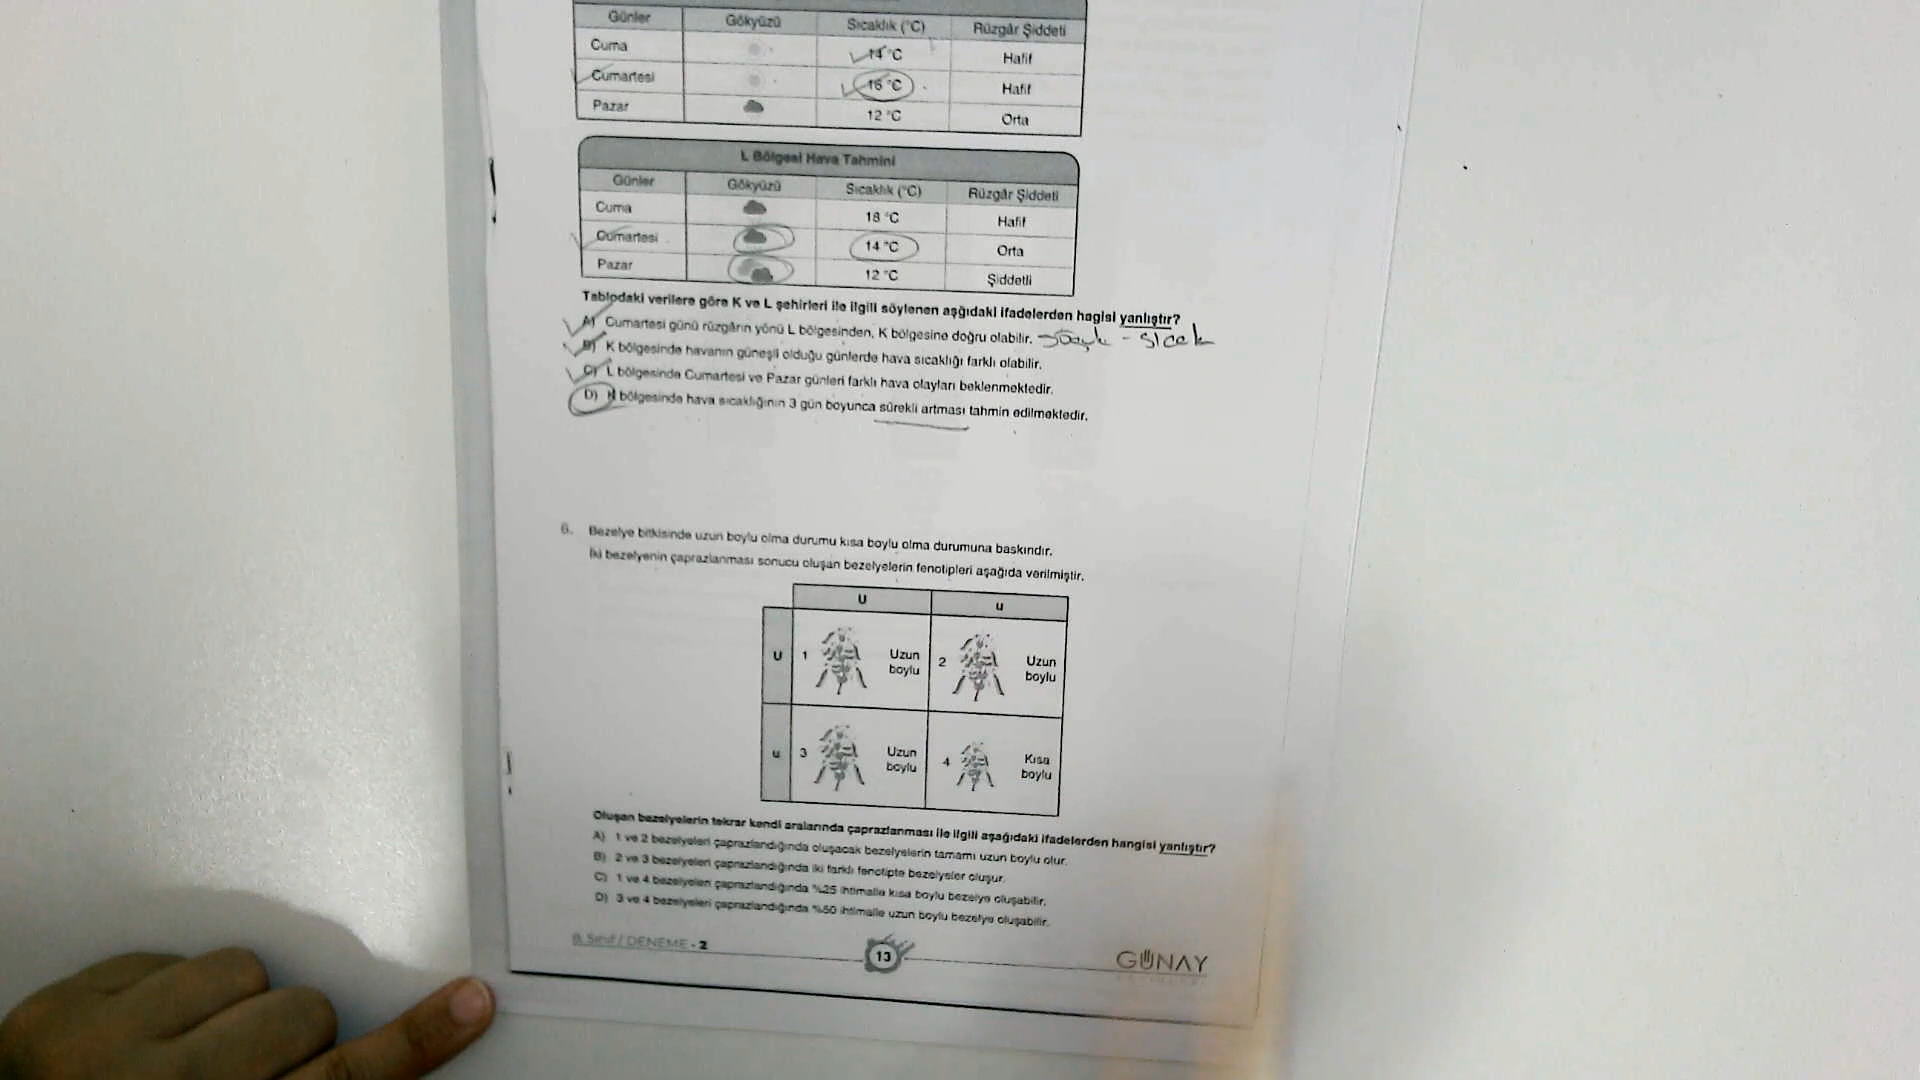 Günler Gökyüzü Sıcaklık (°C) Rüzgâr Şiddeti
Cuma 14 °C Hafif
Cumartesi 16 °C Hafif
Pazar 12 °C Orta
L Bölgesi Hava Tahmini
Günler Gökyüzü Sıcaklık (°C) Rüzgâr Şiddeti
Cuma 18 °C Hafif
Cumartesi 14 °C Orta
Pazar 12 °C Şiddetli
Tablodaki verilere göre K ve L şehirleri ile ilgili söylenen aşağıdaki ifadelerden hagisi yanlıştır?
A) Cumartesi günü rüzgârın yönü L bölgesinden, K bölgesine doğru olabilir. - sıcak
B) K bölgesinde havanın güneşli olduğu günlerde hava sıcaklığı farklı olabilir.
C) L bölgesinde Cumartesi ve Pazar günleri farklı hava olayları beklenmektedir.
D) bölgesinde hava sıcaklığının 3 gün boyunca sürekli artması tahmin edilmektedir.
6. Bezelye bitkisinde uzun boylu olma durumu kısa boylu olma durumuna baskındır.
İki bezelyenin çaprazlanması sonucu oluşan bezelyelerin fenotipleri aşağıda verilmiştir.
U u
U 1 Uzun boylu 2 Uzun boylu
u 3 Uzun boylu 4 Kısa boylu
Oluşan bezelyelerin tekrar kendi aralarında çaprazlanması ile ilgili aşağıdaki ifadelerden hangisi yanlıştır?
A) 1 ve 2 bezelyeleri çaprazlandığında oluşacak bezelyelerin tamamı uzun boylu olur.
B) 2 ve 3 bezelyeleri çaprazlandığında iki farklı fenotipte bezelyeler oluşur.
C) 1 ve 4 bezelyeleri çaprazlandığında %25 ihtimalle kısa boylu bezelye oluşabilir.
D) 3 ve 4 bezelyeleri çaprazlandığında %50 ihtimalle uzun boylu bezelye oluşabilir.
8. Sınıf / DENEME - 2 13 GÜNAY